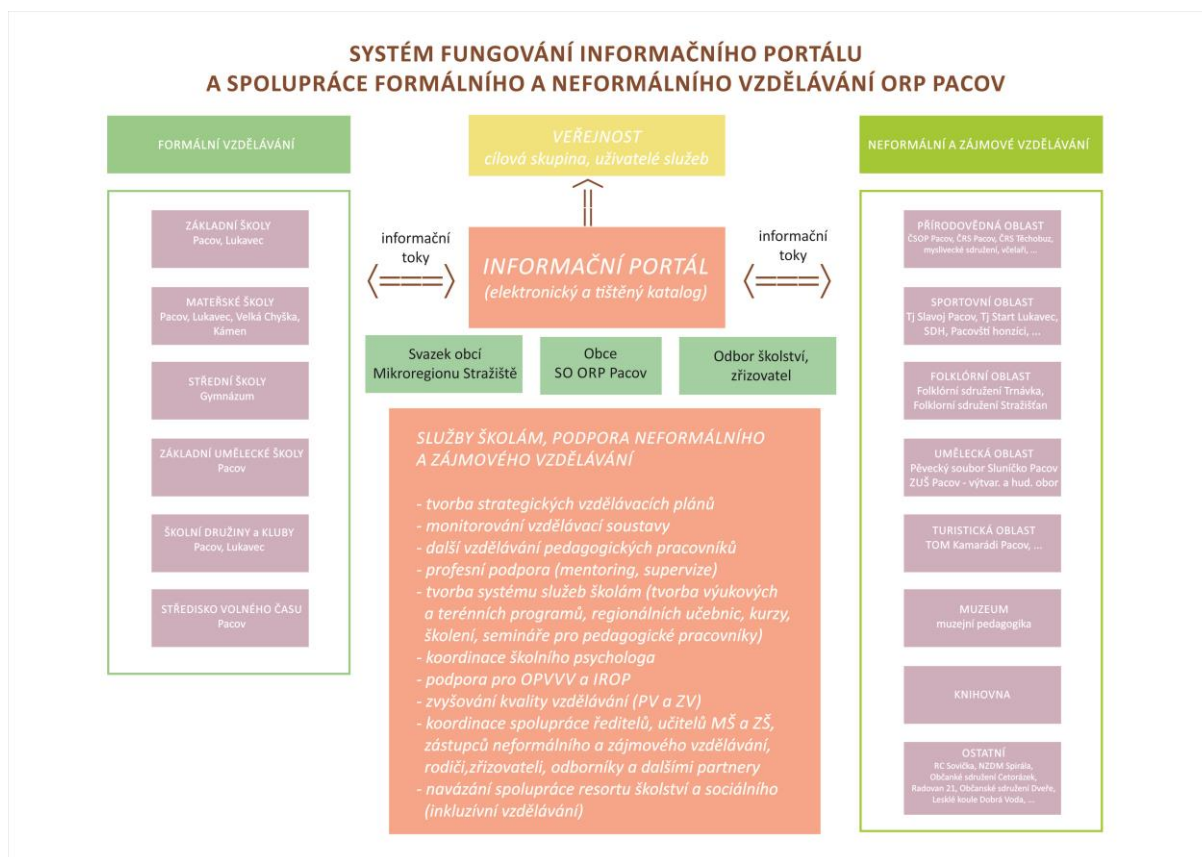 SYSTÉM FUNGOVÁNÍ INFORMAČNÍHO PORTÁLU
A SPOLUPRÁCE FORMÁLNÍHO A NEFORMÁLNÍHO VZDĚLÁVÁNÍ ORP PACOV
FORMÁLNÍ VZDĚLÁVÁNÍ
ZÁKLADNÍ ŠKOLY
Pacov, Lukavec
MATEŘSKÉ ŠKOLY
Pacov, Lukavec, Velká Chyška,
Kámen
STŘEDNÍ ŠKOLY
Gymnázum
ZÁKLADNÍ UMĚLECKÉ ŠKOLY
Pacov
ŠKOLNÍ DRUŽINY a KLUBY
Pacov, Lukavec
STŘEDISKO VOLNÉHO ČASU
Pacov
VEŘEJNOST
cílová skupina, uživatelé služeb
informační
toky
INFORMAČNÍ PORTÁL
(elektronický a tištěný katalog)
informační
toky
Svazek obcí
Mikroregionu Stražiště
Obce
SO ORP Pacov
Odbor školství,
zřizovatel
SLUŽBY ŠKOLÁM, PODPORA NEFORMÁLNÍHO
A ZÁJMOVÉHO VZDĚLÁVÁNÍ
- tvorba strategických vzdělávacích plánů
- monitorování vzdělávací soustavy
- další vzdělávání pedagogických pracovníků
- profesní podpora (mentoring, supervize)
- tvorba systému služeb školám (tvorba výukových
a terénních programů, regionálních učebnic, kurzy,
školení, semináře pro pedagogické pracovníky)
- koordinace školního psychologa
- podpora pro OPVVV a IROP
- zvyšování kvality vzdělávání (PV a ZV)
- koordinace spolupráce ředitelů, učitelů MŠ a ZŠ,
zástupců neformálního a zájmového vzdělávání,
rodiči,zřizovateli, odborníky a dalšími partnery
- navázání spolupráce resortu školství a sociálního
(inkluzivní vzdělávání)
NEFORMÁLNÍ A ZÁJMOVÉ VZDĚLÁVÁNÍ
PŘÍRODOVĚDNÁ OBLAST
ČSOP Pacov, ČRS Pacov, ČRS Těchobuz,
myslivecké sdružení, včelaři, ...
SPORTOVNÍ OBLAST
Tj Slavoj Pacov, Tj Start Lukavec,
SDH, Pacovští honzíci, ...
FOLKLÓRNÍ OBLAST
Folklórní sdružení Trnávka,
Folklorní sdružení Stražišťan
UMĚLECKÁ OBLAST
Pěvecký soubor Sluníčko Pacov
ZUŠ Pacov - výtvar. a hud. obor
TURISTICKÁ OBLAST
TOM Kamarádi Pacov, ...
MUZEUM
muzejní pedagogika
KNIHOVNA
OSTATNÍ
RC Sovička, NZDM Spirála,
Občanké sdružení Cetorázek,
Radovan 21, Občanské sdružení Dveře,
Lesklé koule Dobrá Voda, ...